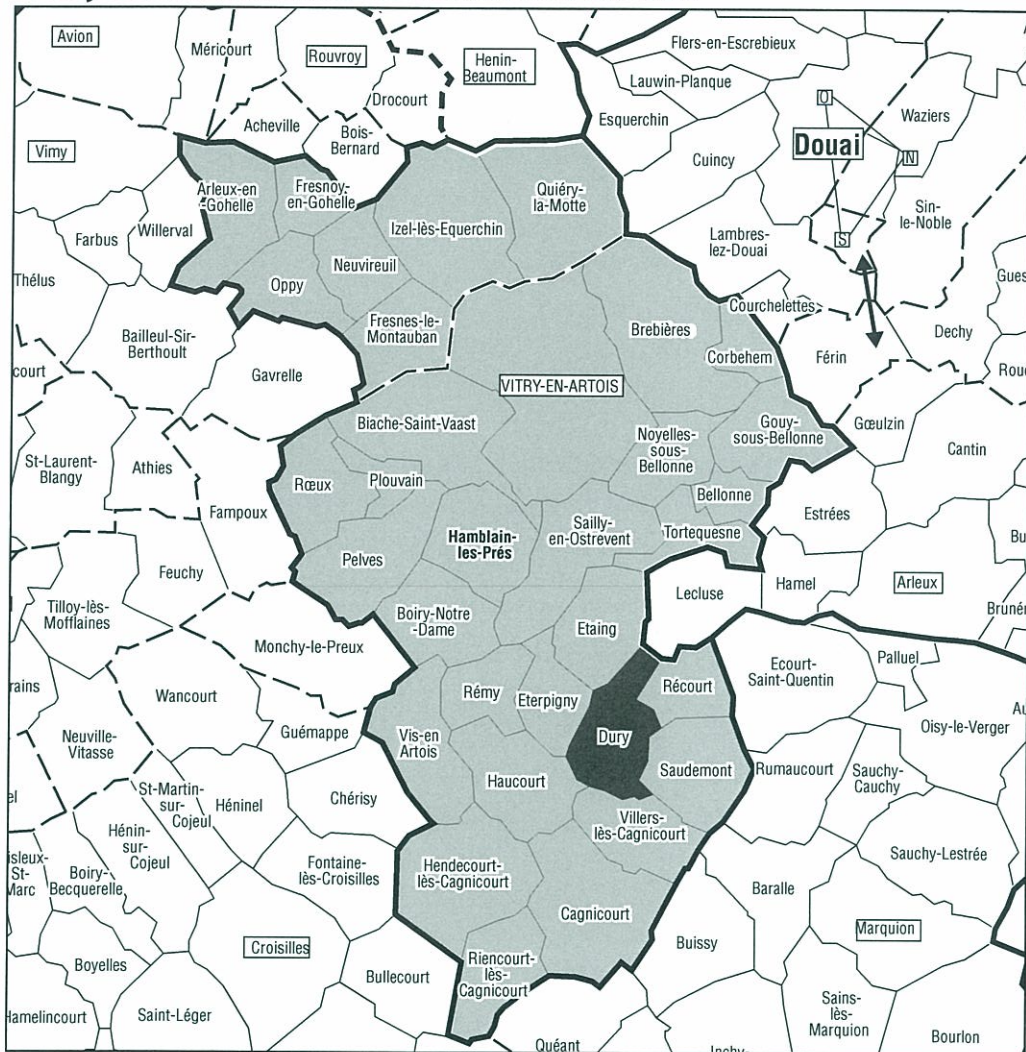 Avion
Méricourt
Rouvroy
Henin-
Beaumont
Flers-en-Escrebieux
Lauwin-Planque
Drocourt
Acheville
Bois-
Bernard
Esquerchin
Waziers
O
Douai
Cuincy
N
Vimy
Arleux-en
-Gohelle
Fresnoy-
en-Gohelle
Quiéry-
la-Motte
Izel-lès-Equerchin
Willerval
Farbus
Sin-
le-Noble
Lambres-
lez-Douai
S
Neuvireuil
Oppy
Thélus
Gues
Courchelettes
Bailleul-Sir-
Berthoult
Fresnes-le-
Montauban
Brebières
Corbehem
Férin
Dechy
court
Gavrelle
VITRY-EN-ARTOIS
Biache-Saint-Vaast
Noyelles-
sous-
Bellonne
Gouy-
sous-Bellonne
Gœulzin
Cantin
St-Laurent-
Blangy
Athies
Rœux
Plouvain
Bellonne
Estrées
Fampoux
Hamblain-
les-Prés
Sailly-
en-Ostrevent
Tortequesne
Feuchy
Pelves
Lecluse
Hamel
Arleux
Tilloy-lès-
Mofflaines
Boiry-Notre
-Dame
Etaing
Monchy-le-Preux
Ecourt-
Saint-Quentin
Palluel
rains
Wancourt
Rémy
Eterpigny
Récourt
Oisy-le-Verger
Neuville-
Vitasse
Guémappe
Vis-en
Artois
Dury
Haucourt
Saudemont
Rumaucourt
Sauchy-
Cauchy
St-Martin-
sur-
Cojeul
Héninel
Chérisy
Villers-
lès-Cagnicourt
Hénin-
sur-
Cojeul
isleux-
St-
Marc
Boiry-
Becquerelle
Fontaine-
lès-Croisilles
Hendecourt-
lès-Cagnicourt
Sauchy-Lestrée
Baralle
Cagnicourt
Croisilles
Buissy
Marquion
Boyelles
Bullecourt
Riencourt-
lès-
Cagnicourt
Hamelincourt
Saint-Léger
Sains-
lès-
Marquion
Bourlon
Quéant